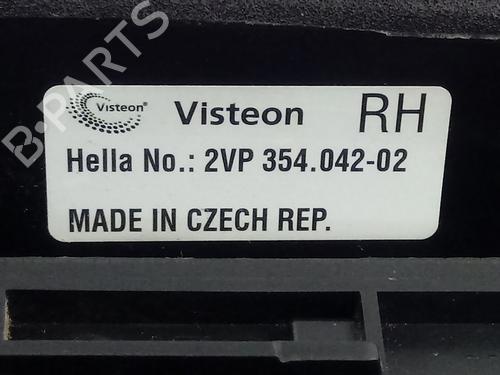 B-PARTS
Visteon® Visteon RH
Hella No.: 2VP 354.042-02
MADE IN CZECH REP.